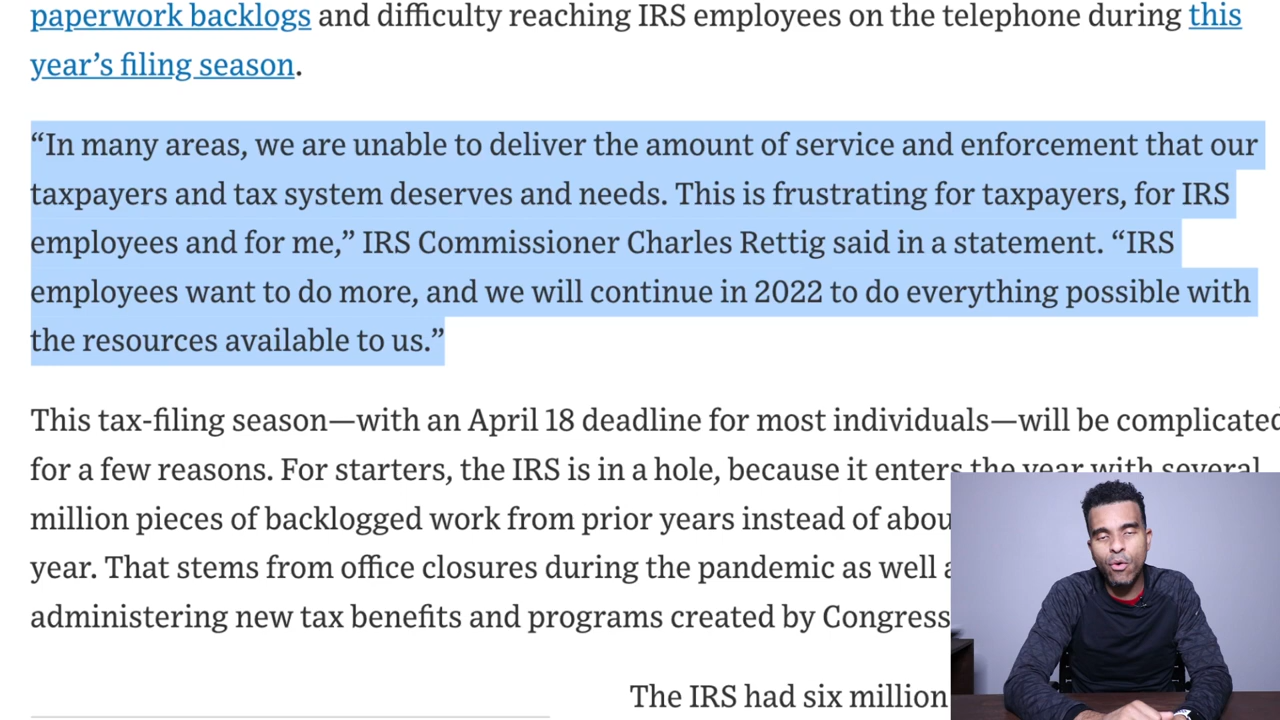 paperwork backlogs and difficulty reaching IRS employees on the telephone during this
year’s filing season.
“In many areas, we are unable to deliver the amount of service and enforcement that our
taxpayers and tax system deserves and needs. This is frustrating for taxpayers, for IRS
employees and for me,” IRS Commissioner Charles Rettig said in a statement. “IRS
employees want to do more, and we will continue in 2022 to do everything possible with
the resources available to us.”
This tax-filing season—with an April 18 deadline for most individuals—will be complicated
for a few reasons. For starters, the IRS is in a hole, because it enters the year with several
million pieces of backlogged work from prior years instead of
year. That stems from office closures during the pandemic as well
administering new tax benefits and programs created by Congress
The IRS had six million